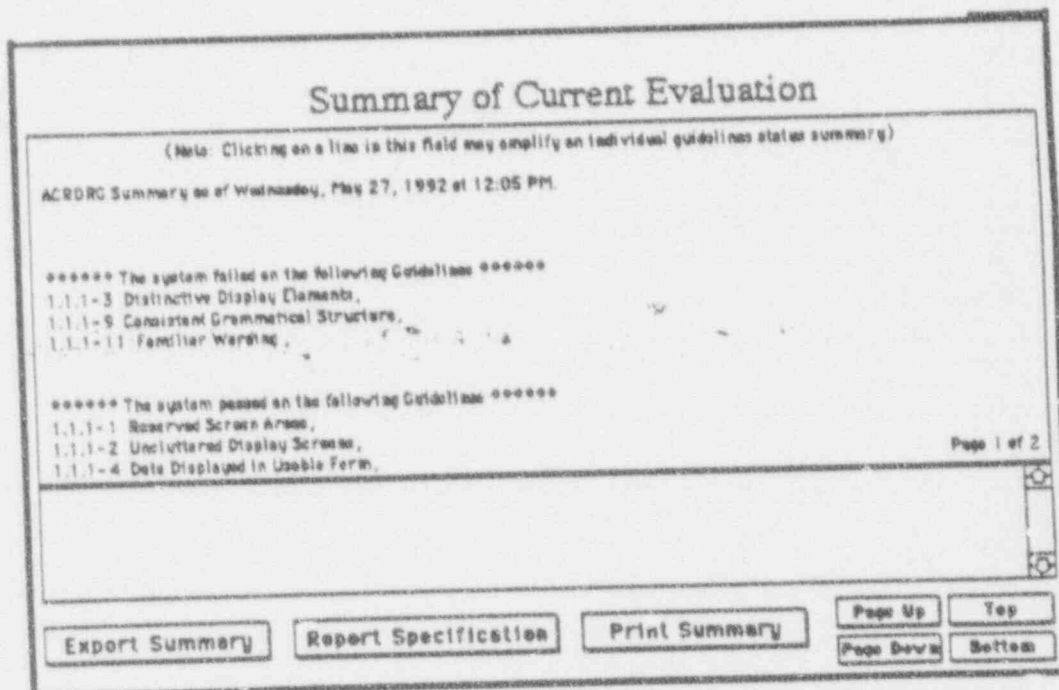 Summary of Current Evaluation
(Note: Clicking on a line in this field may amplify an individual guidelines status summary)
ACRDRG Summary as of Wednesday, May 27, 1992 at 12:05 PM.
****** The system failed on the following Guidelines ******
1.1.1-3 Distinctive Display Elements,
1.1.1-9 Consistent Grammatical Structure,
1.1.1-11 Familiar Wording,
****** The system passed on the following Guidelines ******
1.1.1-1 Reserved Screen Areas,
1.1.1-2 Uncluttered Display Screens,
1.1.1-4 Data Displayed in Usable Form,
Page 1 of 2
Export Summary
Report Specification
Print Summary
Page Up
Top
Page Down
Bottom